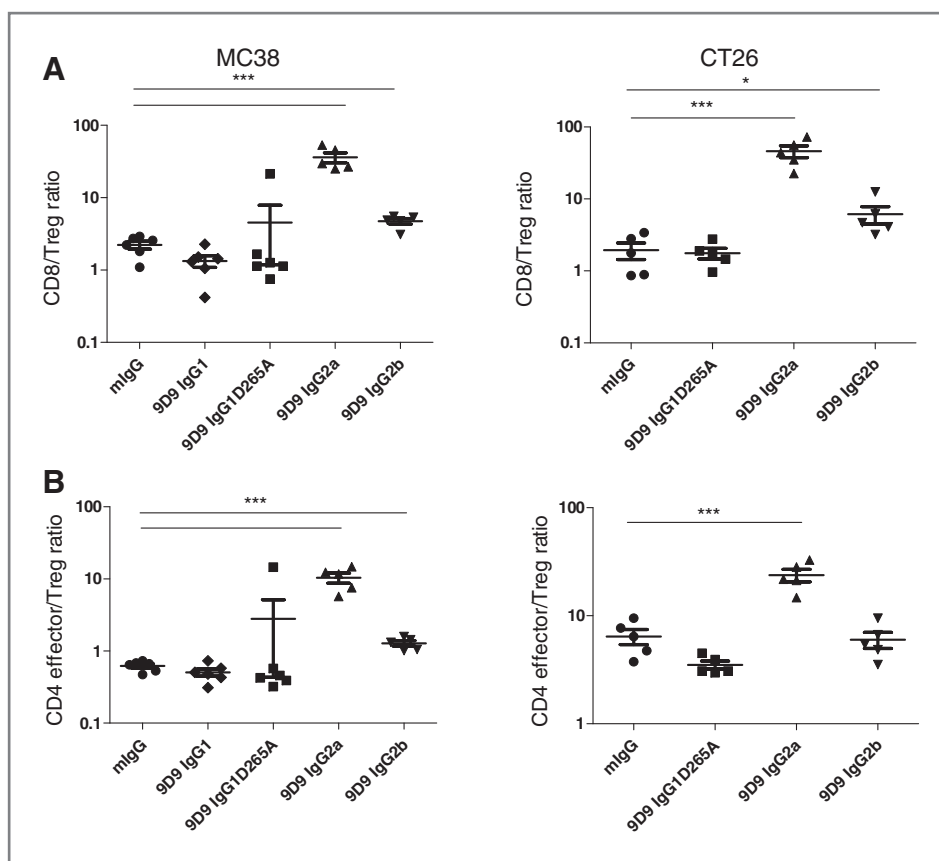 A
MC38
CT26
***
*
***
CD8/Treg ratio
100
10
1
0.1
mIgG
9D9 IgG1
9D9 IgG1D265A
9D9 IgG2a
9D9 IgG2b
CD8/Treg ratio
100
10
1
0.1
mIgG
9D9 IgG1D265A
9D9 IgG2a
9D9 IgG2b
B
***
***
CD4 effector/Treg ratio
100
10
1
0.1
mIgG
9D9 IgG1
9D9 IgG1D265A
9D9 IgG2a
9D9 IgG2b
CD4 effector/Treg ratio
100
10
1
mIgG
9D9 IgG1D265A
9D9 IgG2a
9D9 IgG2b